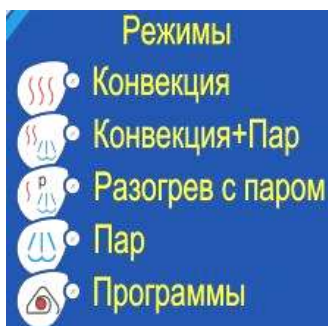 Режимы
Конвекция
Конвекция+Пар
Р
Разогрев с паром
Пар
Программы